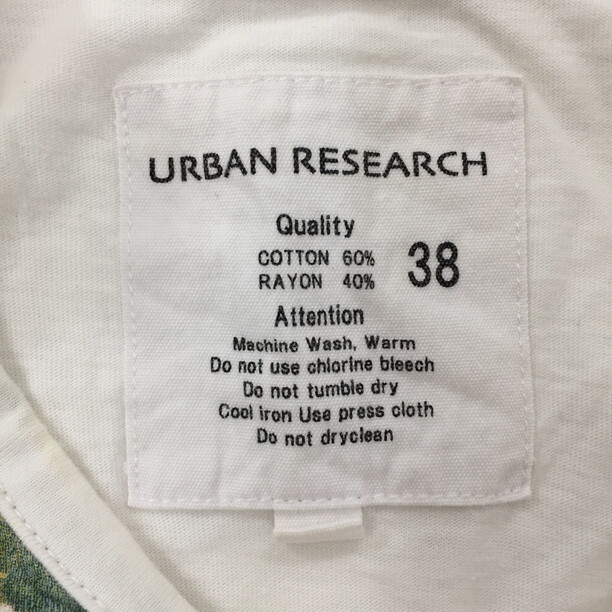 URBAN RESEARCH
Quality
COTTON 60%
RAYON 40%
38
Attention
Machine Wash, Warm
Do not use chlorine bleech
Do not tumble dry
Cool iron Use press cloth
Do not dryclean